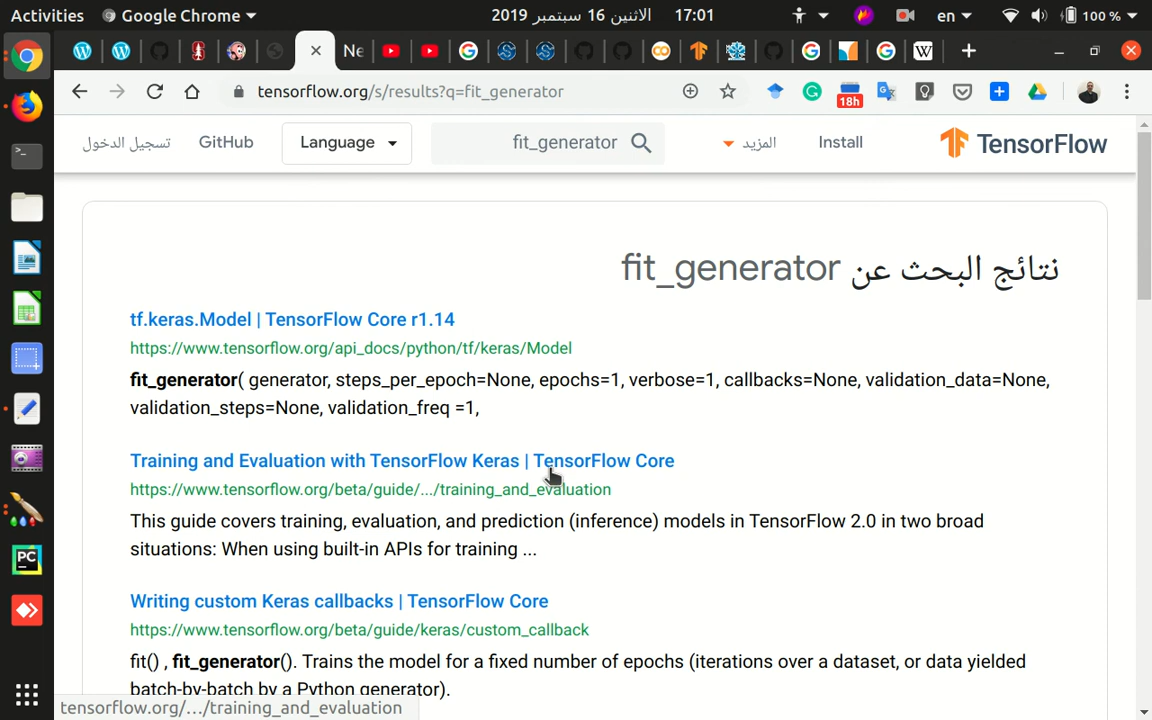 Activities Google Chrome الاثنين 16 سبتمبر 2019 17:01 en 100 %
Ne
tensorflow.org/s/results?q=fit_generator
18h
تسجيل الدخول GitHub Language fit_generator المزيد Install TensorFlow
نتائج البحث عن fit_generator
tf.keras.Model | TensorFlow Core r1.14
https://www.tensorflow.org/api_docs/python/tf/keras/Model
fit_generator( generator, steps_per_epoch=None, epochs=1, verbose=1, callbacks=None, validation_data=None,
validation_steps=None, validation_freq =1,
Training and Evaluation with TensorFlow Keras | TensorFlow Core
https://www.tensorflow.org/beta/guide/.../training_and_evaluation
This guide covers training, evaluation, and prediction (inference) models in TensorFlow 2.0 in two broad
situations: When using built-in APIs for training ...
Writing custom Keras callbacks | TensorFlow Core
https://www.tensorflow.org/beta/guide/keras/custom_callback
fit() , fit_generator(). Trains the model for a fixed number of epochs (iterations over a dataset, or data yielded
batch-by-batch by a Python generator).
tensorflow.org/.../training_and_evaluation